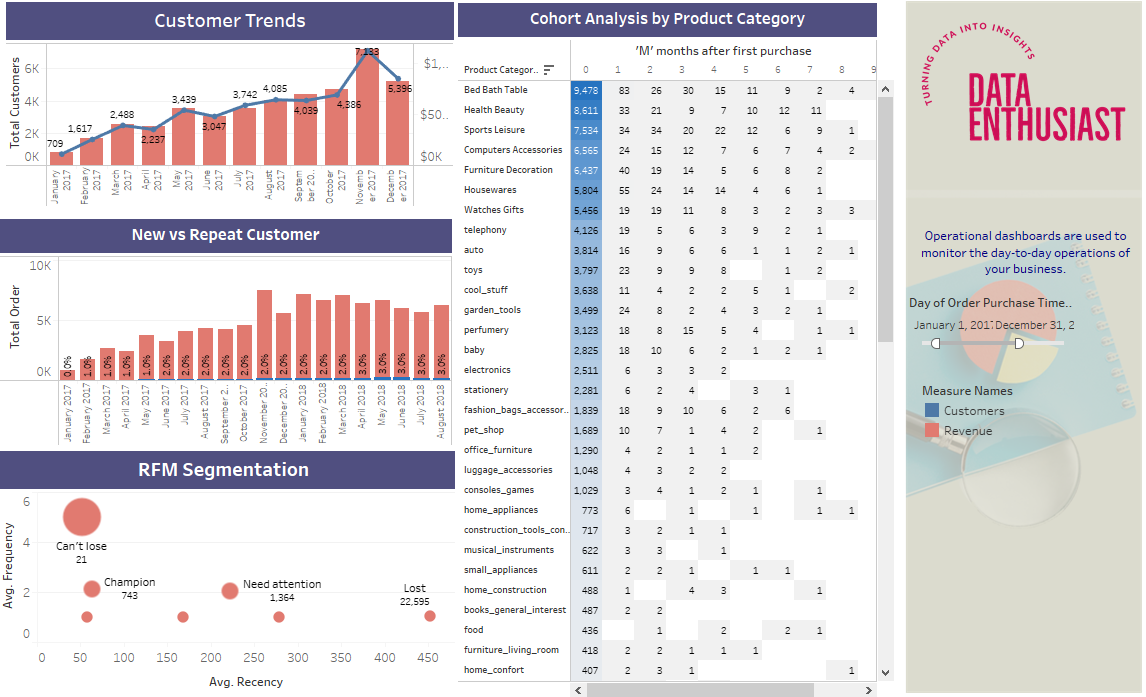 Customer Trends
Total Customers
6K
4K
2K
0K
709
1,617
2,488
2,237
3,439
3,047
3,742
4,085
4,039
4,386
7,183
5,396
$1,...
$50..
$0K
January 2017
February 2017
March 2017
April 2017
May 2017
June 2017
July 2017
August 2017
Septem ber 20..
October 2017
Novemb er 2017
Decemb er 2017
New vs Repeat Customer
Total Order
10K
5K
0K
0.0%
1.0%
1.0%
1.0%
1.0%
1.0%
2.0%
2.0%
2.0%
2.0%
2.0%
2.0%
2.0%
2.0%
2.0%
3.0%
3.0%
3.0%
3.0%
3.0%
January 2017
February 2017
March 2017
April 2017
May 2017
June 2017
July 2017
August 2017
September 2..
October 2017
November 20..
December 20..
January 2018
February 2018
March 2018
April 2018
May 2018
June 2018
July 2018
August 2018
RFM Segmentation
Avg. Frequency
6
4
2
0
Can't lose
21
Champion
743
Need attention
1,364
Lost
22,595
0 50 100 150 200 250 300 350 400 450
Avg. Recency
Cohort Analysis by Product Category
'M' months after first purchase
Product Categor.. 0 1 2 3 4 5 6 7 8 9
Bed Bath Table 9,478 83 26 30 15 11 9 2 4
Health Beauty 8,611 33 21 9 7 10 12 11
Sports Leisure 7,534 34 34 20 22 12 6 9 1
Computers Accessories 6,565 24 15 12 7 6 7 4 2
Furniture Decoration 6,437 40 19 14 5 6 8 2
Housewares 5,804 55 24 14 14 4 6 1
Watches Gifts 5,456 19 19 11 8 3 2 3 3
telephony 4,126 19 5 6 3 9 2 1
auto 3,814 16 9 6 6 1 1 2 1
toys 3,797 23 9 9 8 1 2
cool_stuff 3,638 11 4 2 2 5 1 2
garden_tools 3,499 24 8 2 4 3 2 1
perfumery 3,123 18 8 15 5 4 1 1
baby 2,825 18 10 6 2 1 2 1
electronics 2,511 6 3 3 2
stationery 2,281 6 2 4 3 1
fashion_bags_accessor.. 1,839 18 9 10 6 2 6
pet_shop 1,689 10 7 1 4 2 1
office_furniture 1,290 4 2 1 1 2
luggage_accessories 1,048 4 3 2 2
consoles_games 1,029 3 4 1 2 1 1
home_appliances 773 6 1 1 1 1
construction_tools_con.. 717 3 2 1 1
musical_instruments 622 3 3 1
small_appliances 611 2 2 1 1 1
home_construction 488 1 4 3 1
books_general_interest 487 2 2
food 436 1 2 2 1
furniture_living_room 418 2 2 1 1 1
home_confort 407 2 3 1 1
TURNING DATA INTO INSIGHTS
DATA
ENTHUSIAST
Operational dashboards are used to
monitor the day-to-day operations of
your business.
Day of Order Purchase Time..
January 1, 2017 December 31, 2
Measure Names
Customers
Revenue